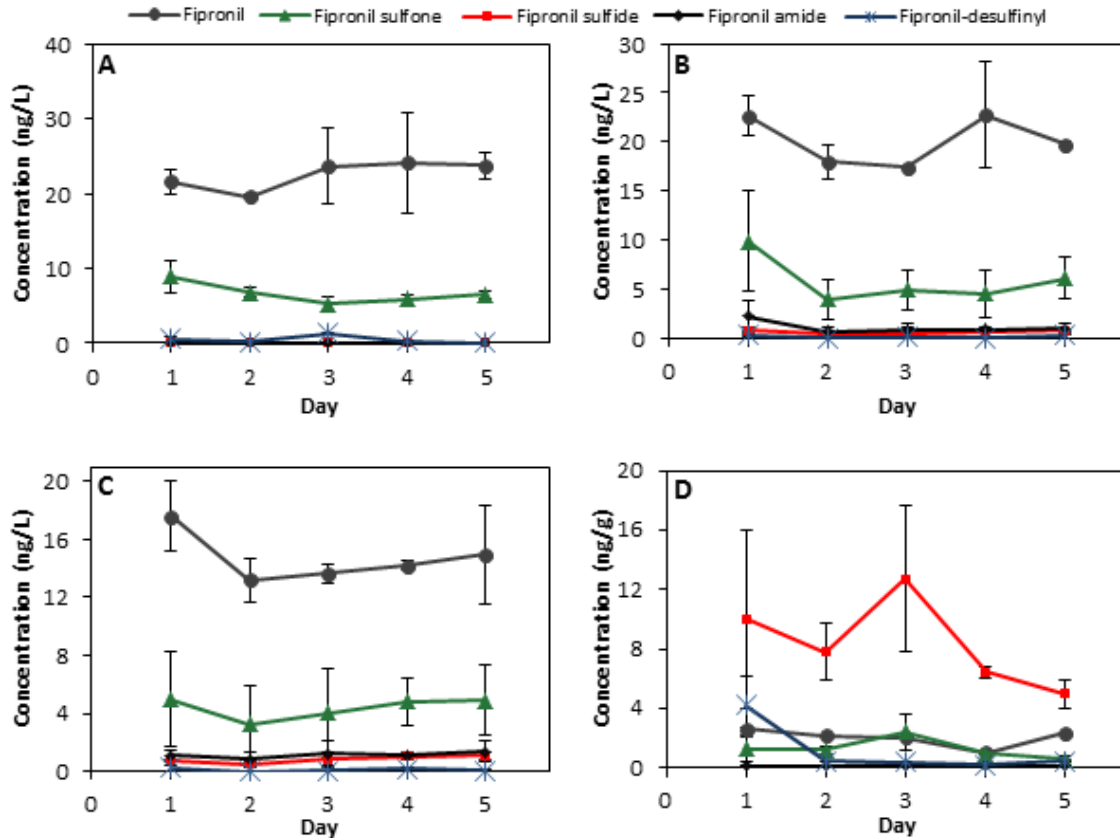 Fipronil Fipronil sulfone Fipronil sulfide Fipronil amide Fipronil-desulfinyl
A
Concentration (ng/L)
40
30
20
10
0
0 1 2 3 4 5
Day
B
Concentration (ng/L)
30
25
20
15
10
5
0
0 1 2 3 4 5
Day
C
Concentration (ng/L)
20
16
12
8
4
0
0 1 2 3 4 5
Day
D
Concentration (ng/g)
20
16
12
8
4
0
0 1 2 3 4 5
Day